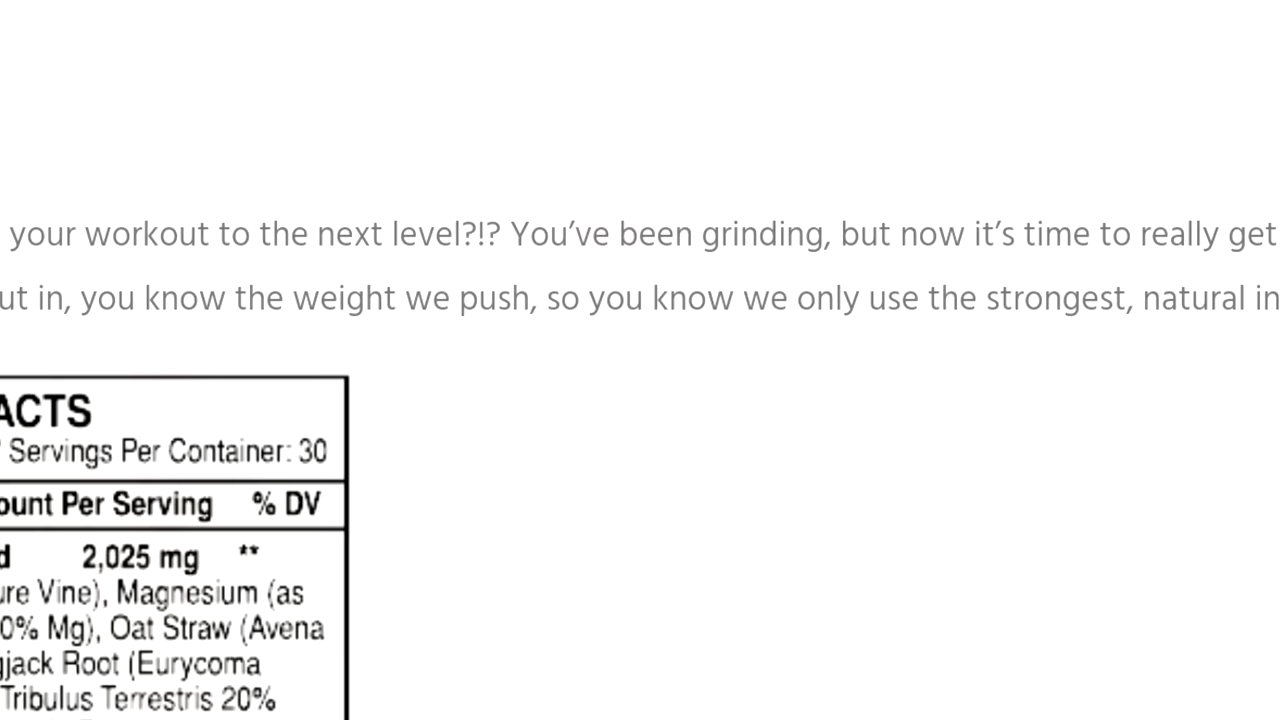 your workout to the next level?!? You’ve been grinding, but now it’s time to really get
ut in, you know the weight we push, so you know we only use the strongest, natural in
ACTS
Servings Per Container: 30
ount Per Serving % DV
d 2,025 mg **
ure Vine), Magnesium (as
0% Mg), Oat Straw (Avena
gjack Root (Eurycoma
Tribulus Terrestris 20%